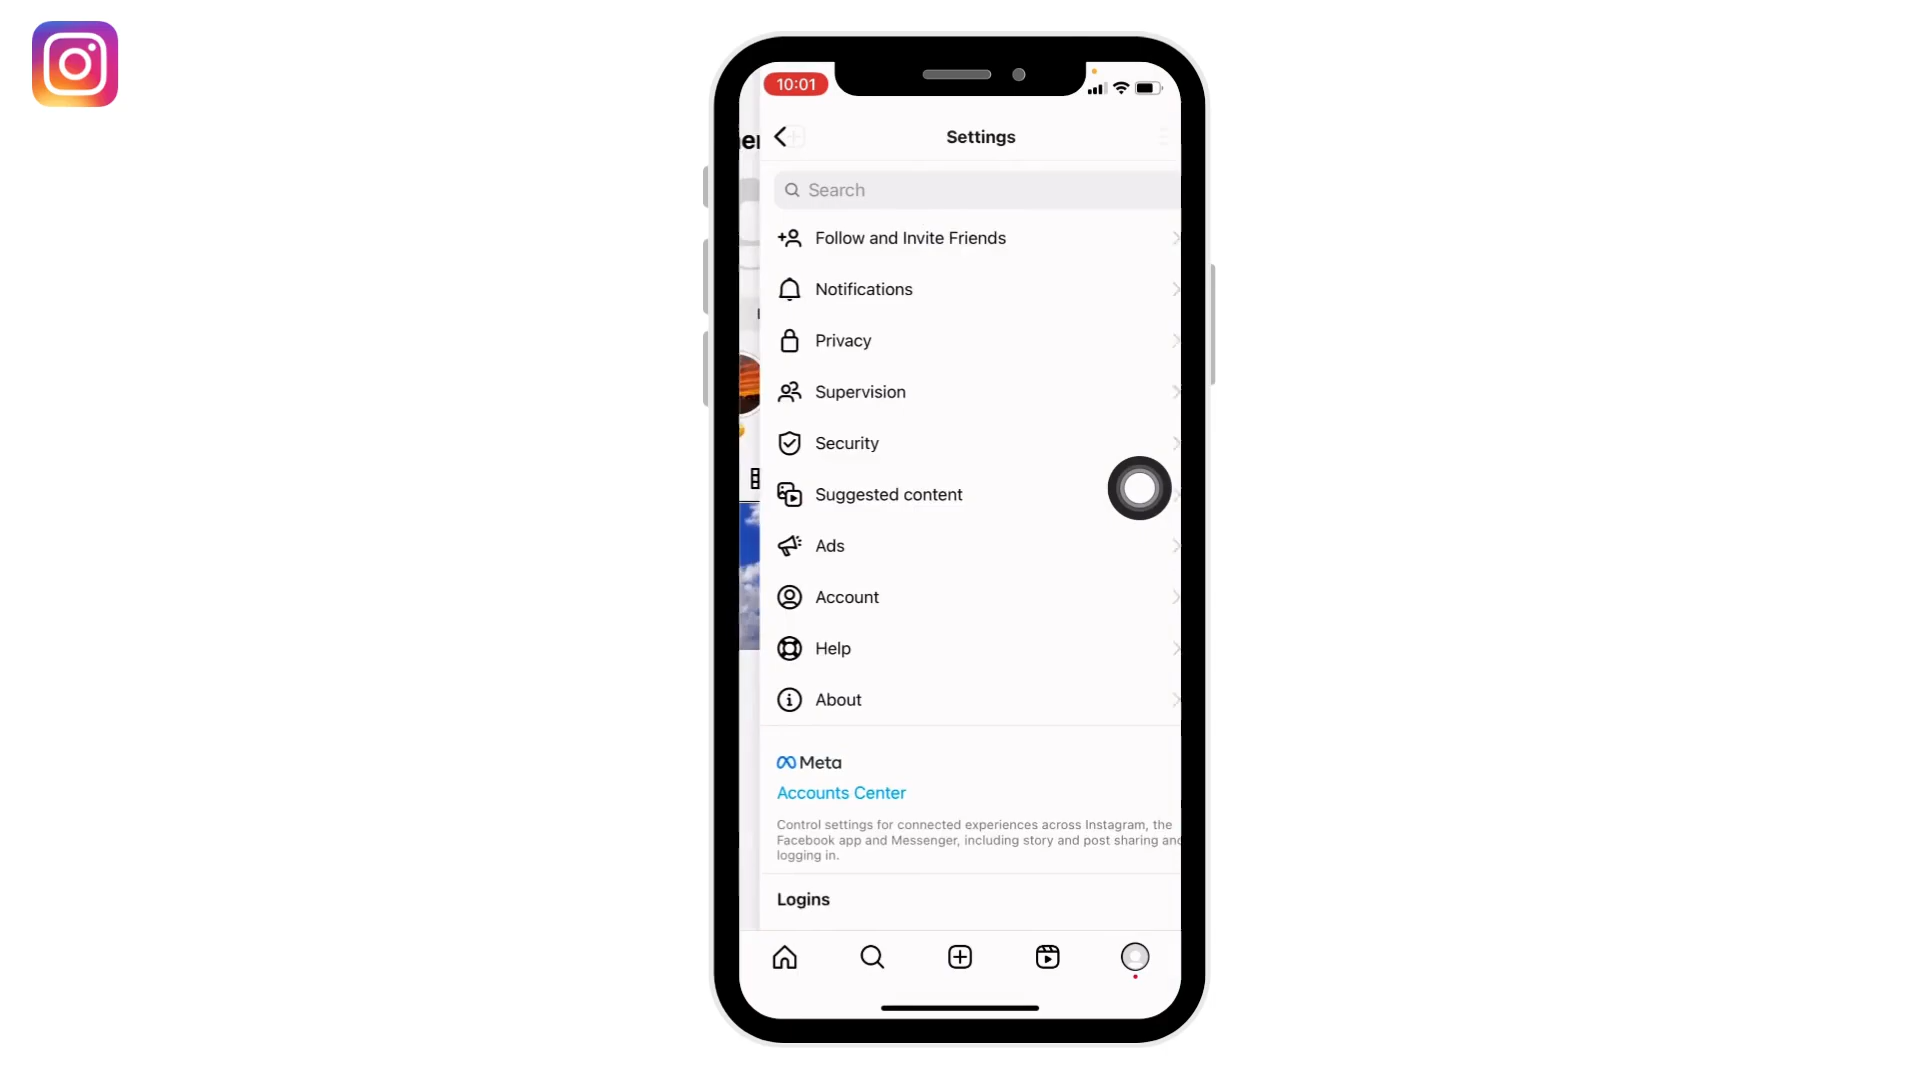 10:01
Settings
Search
Follow and Invite Friends
Notifications
Privacy
Supervision
Security
Suggested content
Ads
Account
Help
About
Meta
Accounts Center
Control settings for connected experiences across Instagram, the
Facebook app and Messenger, including story and post sharing and
logging in.
Logins